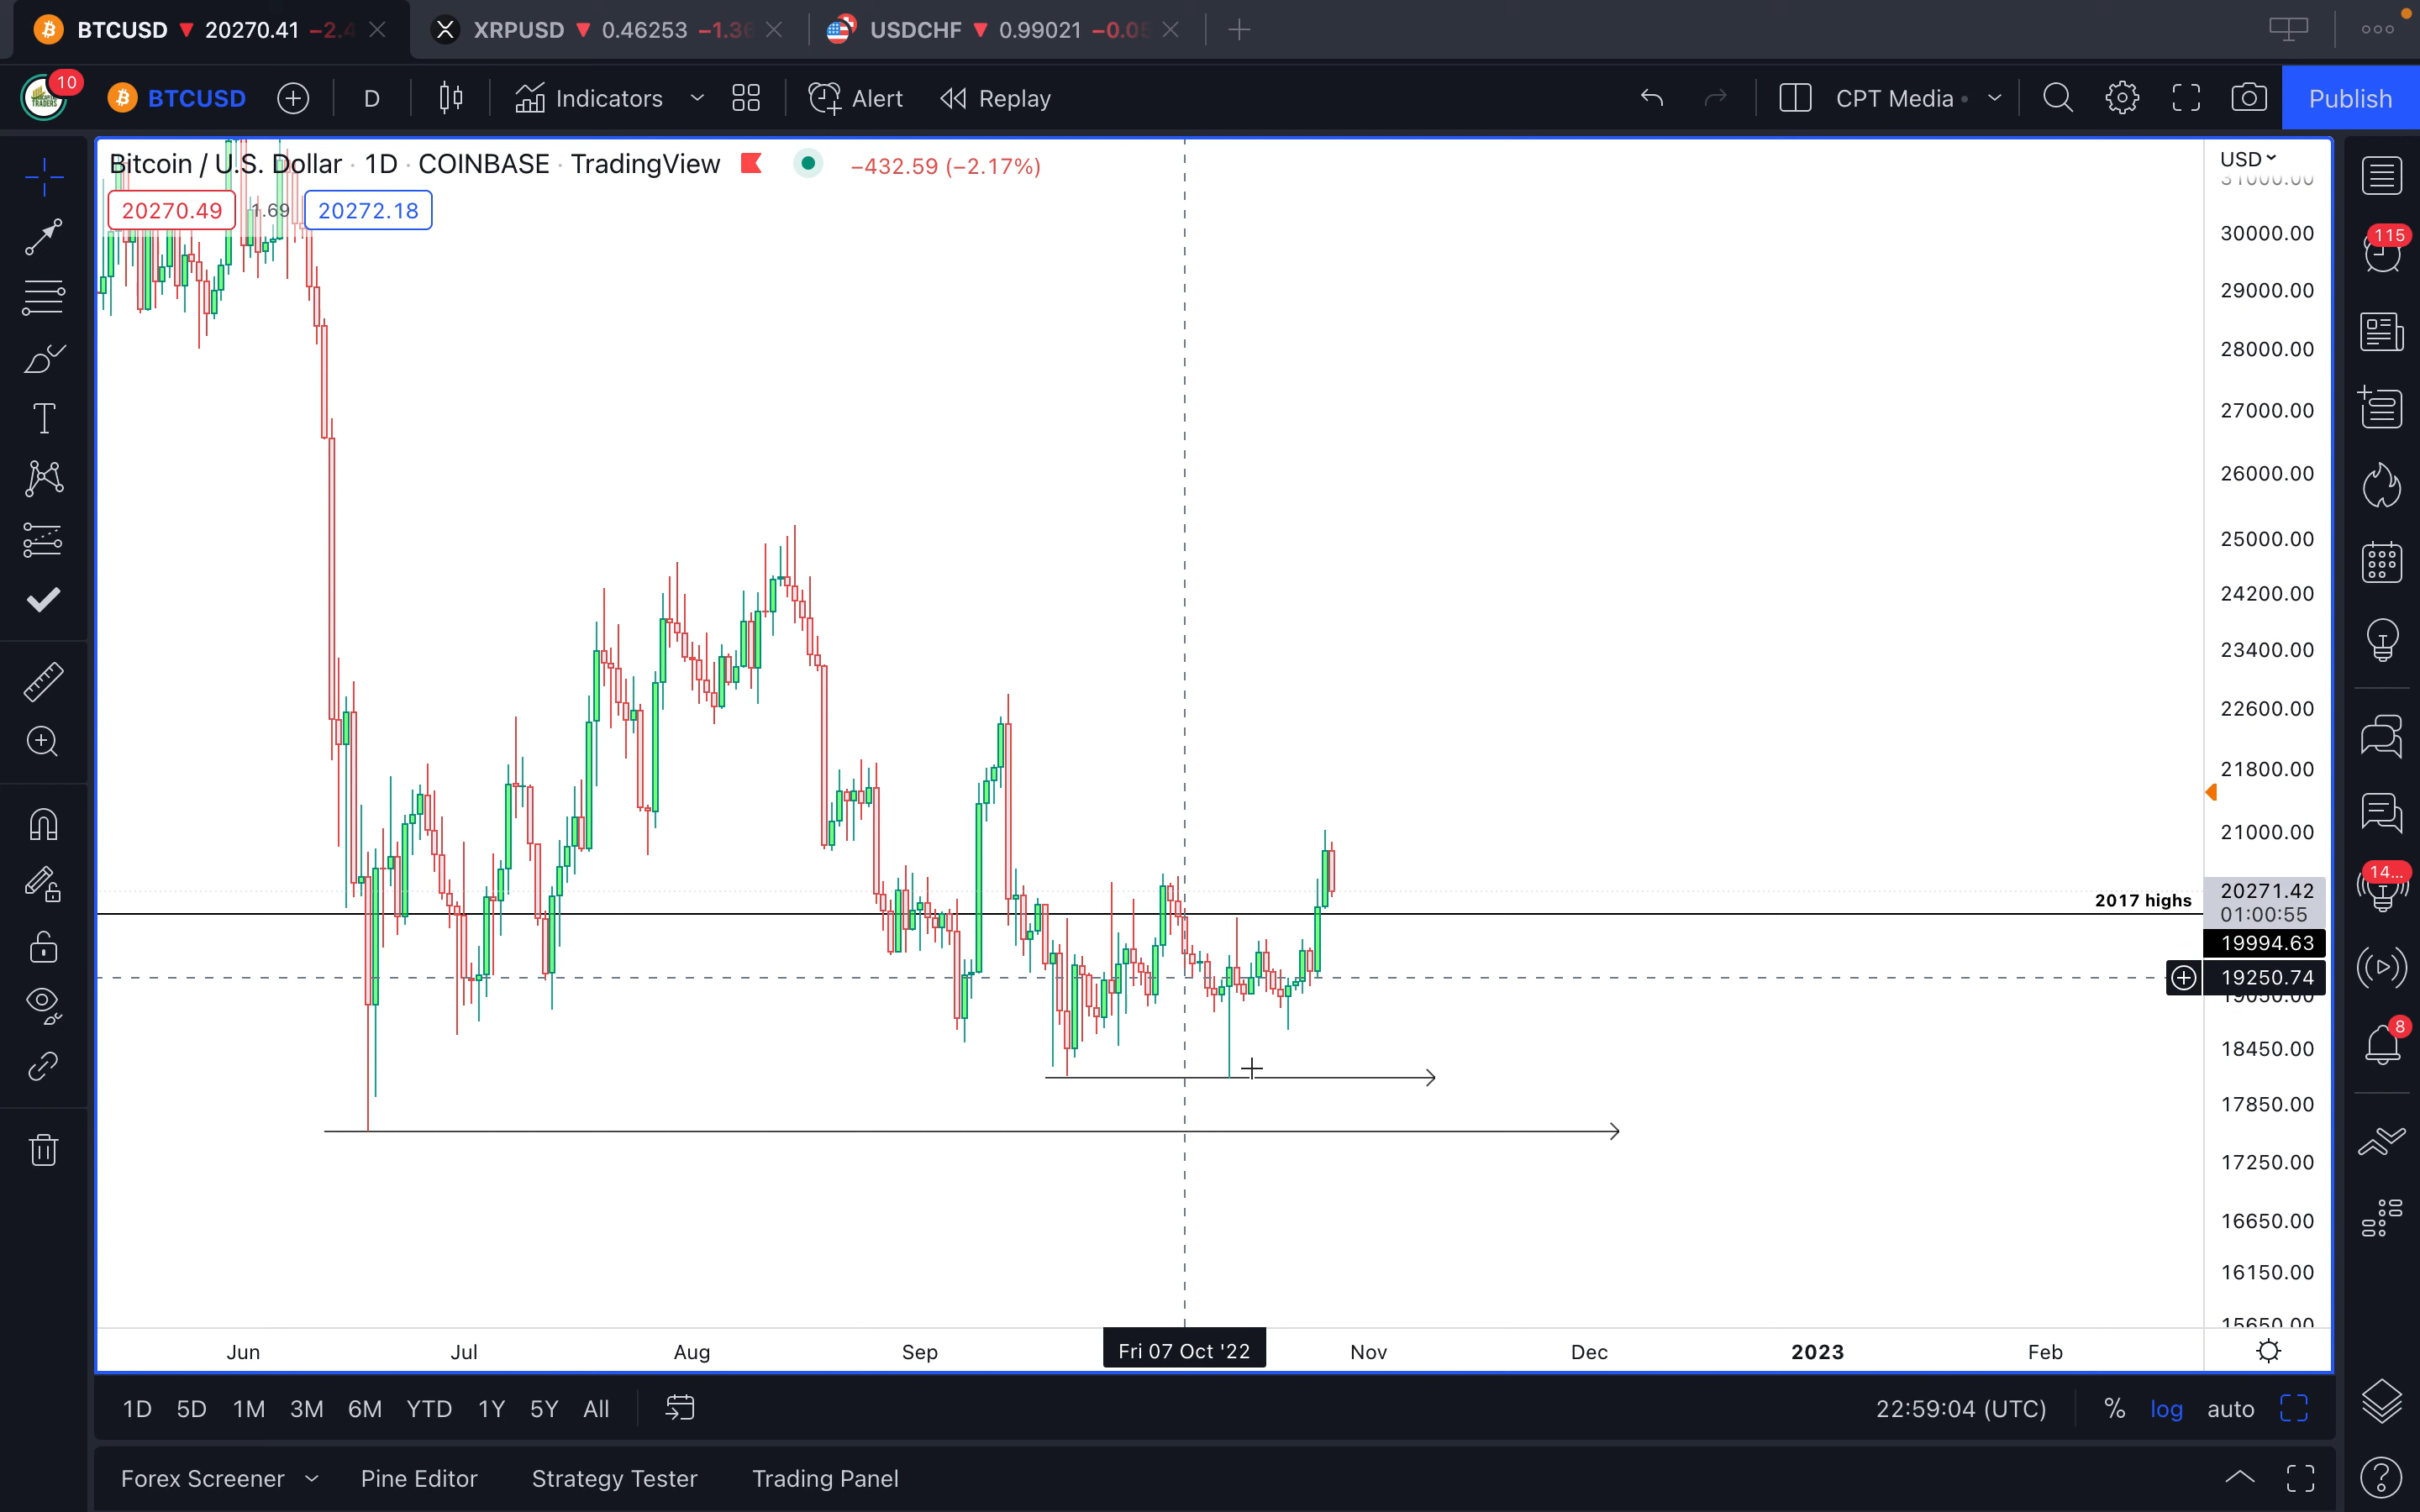 BTCUSD 20270.41 −2.4 XRPUSD 0.46253 −1.36 USDCHF 0.99021 −0.05
10 BTCUSD D Indicators Alert Replay CPT Media Publish
Bitcoin / U.S. Dollar · 1D · COINBASE · TradingView −432.59 (−2.17%)
20270.49 1.69 20272.18
USD
31000.00
30000.00
29000.00
28000.00
27000.00
26000.00
25000.00
24200.00
23400.00
22600.00
21800.00
21000.00
2017 highs
20271.42
01:00:55
19994.63
19250.74
19050.00
18450.00
17850.00
17250.00
16650.00
16150.00
15650.00
Jun Jul Aug Sep Fri 07 Oct '22 Nov Dec 2023 Feb
115
14...
8
1D 5D 1M 3M 6M YTD 1Y 5Y All 22:59:04 (UTC) % log auto
Forex Screener Pine Editor Strategy Tester Trading Panel